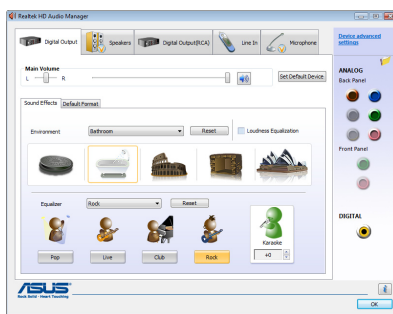 Realtek HD Audio Manager
Digital Output
Speakers
Digital Output(RCA)
Line In
Microphone
Device advanced settings
Main Volume
L
R
Set Default Device
ANALOG
Back Panel
Sound Effects
Default Format
Environment
Bathroom
Reset
Loudness Equalization
Front Panel
Equalizer
Rock
Reset
Pop
Live
Club
Rock
Karaoke
+0
DIGITAL
ASUS
Rock Solid · Heart Touching
OK